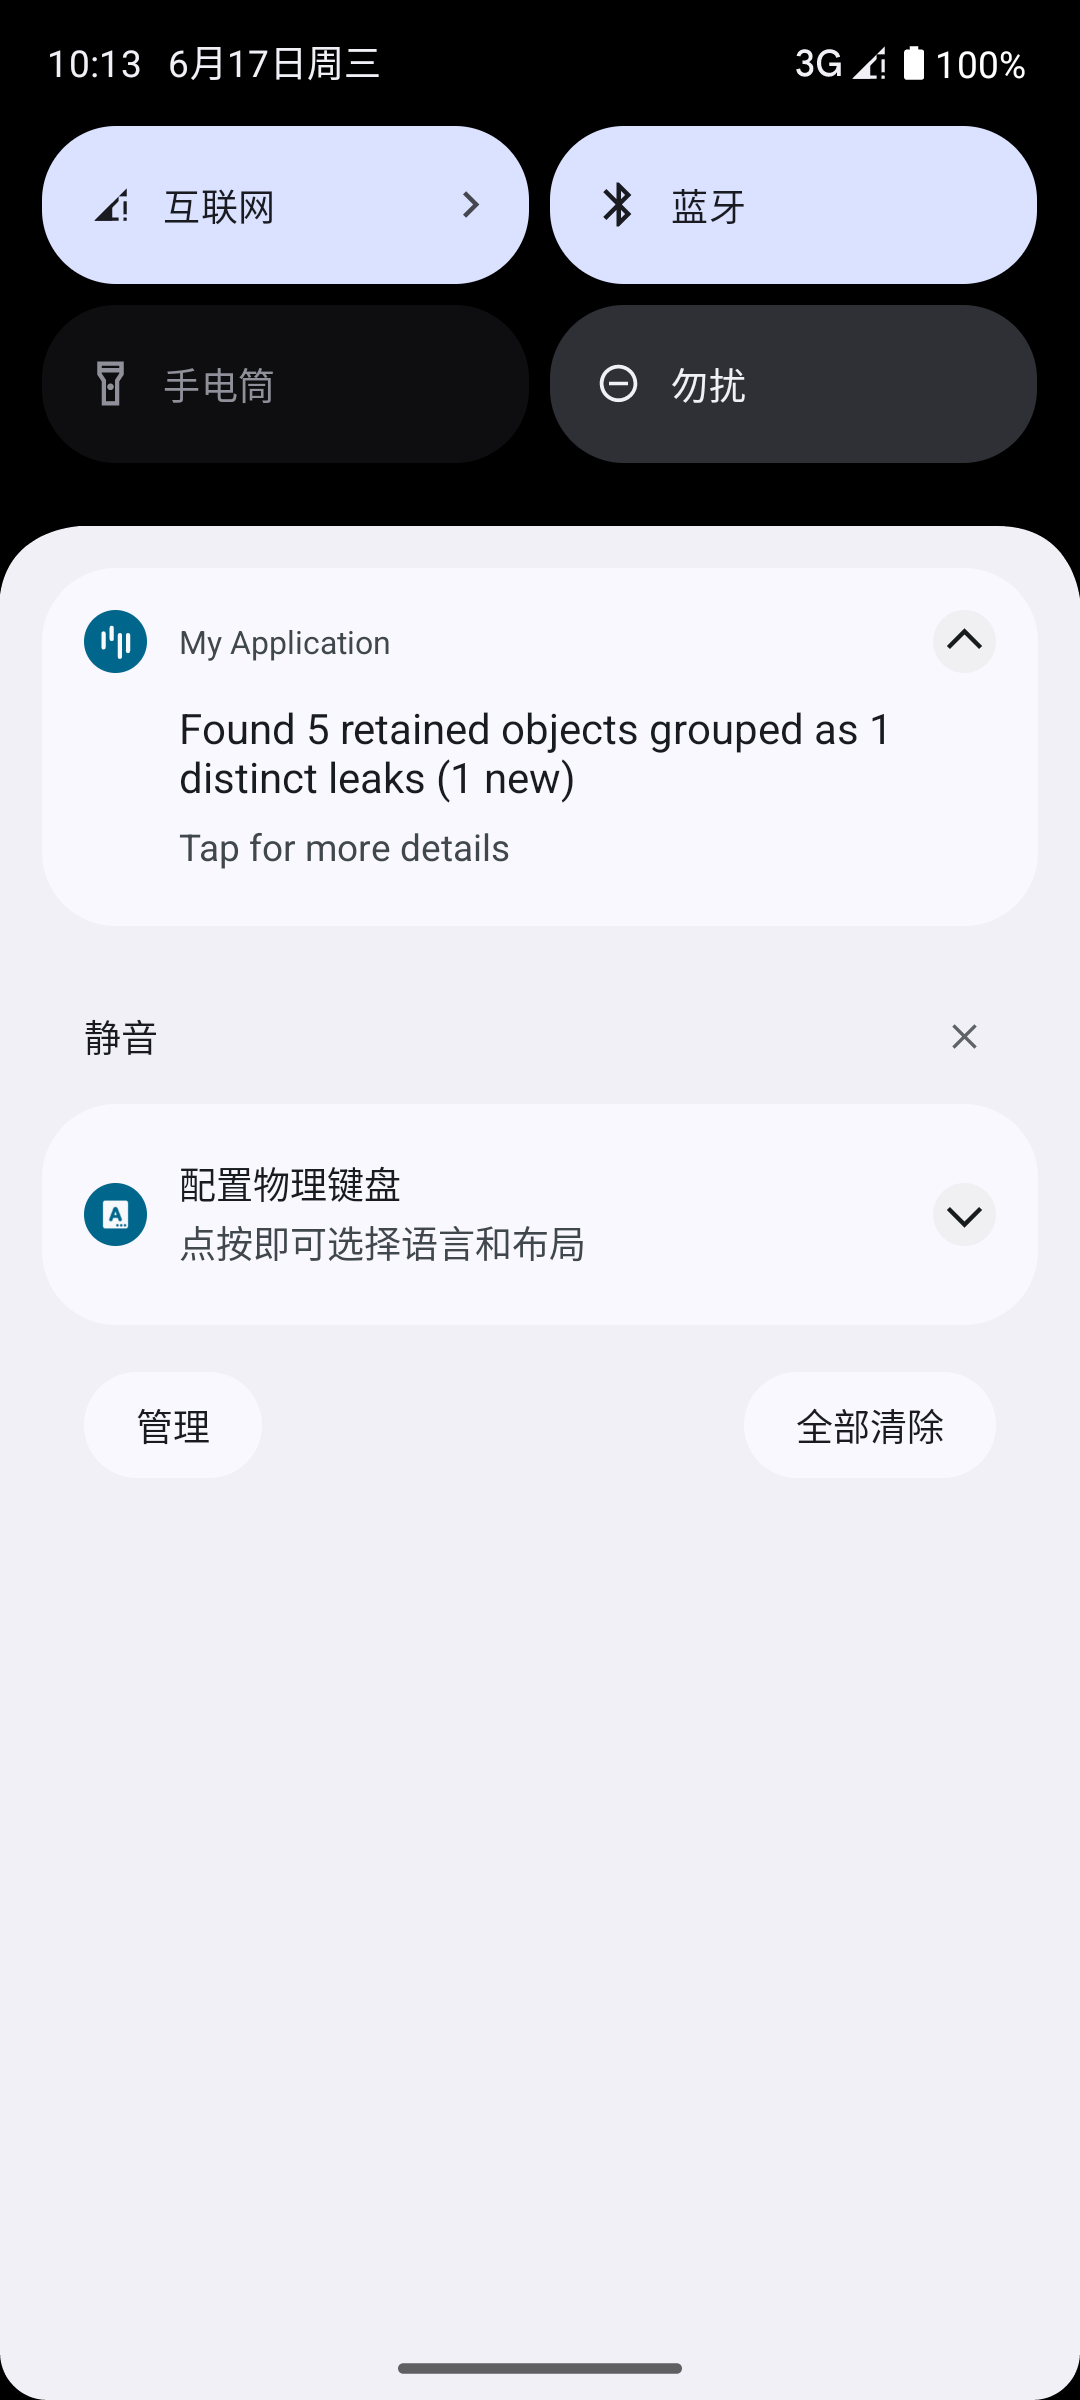 10:13 6月17日周三 3G 100%
互联网 蓝牙
手电筒 勿扰
My Application
Found 5 retained objects grouped as 1
distinct leaks (1 new)
Tap for more details
静音
配置物理键盘
点按即可选择语言和布局
管理 全部清除